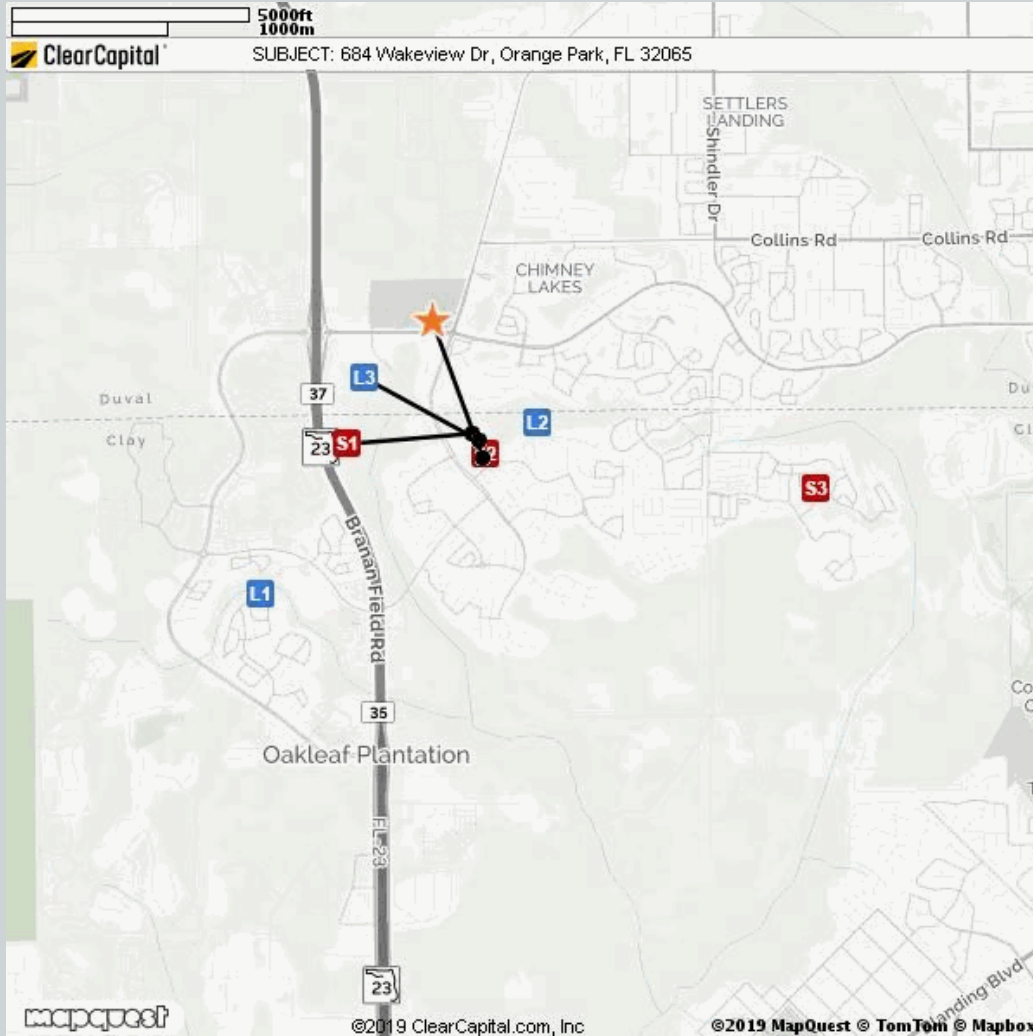 5000ft
1000m
ClearCapital
SUBJECT: 684 Wakeview Dr, Orange Park, FL 32065
SETTLERS
LANDING
Shindler Dr
Collins Rd
Collins Rd
CHIMNEY
LAKES
L3
37
Duval
Clay
L2
23
S1
S3
L1
Branan Field Rd
35
Oakleaf Plantation
FL-23
23
landing Blvd
mapquest
©2019 ClearCapital.com, Inc
©2019 MapQuest © TomTom © Mapbox